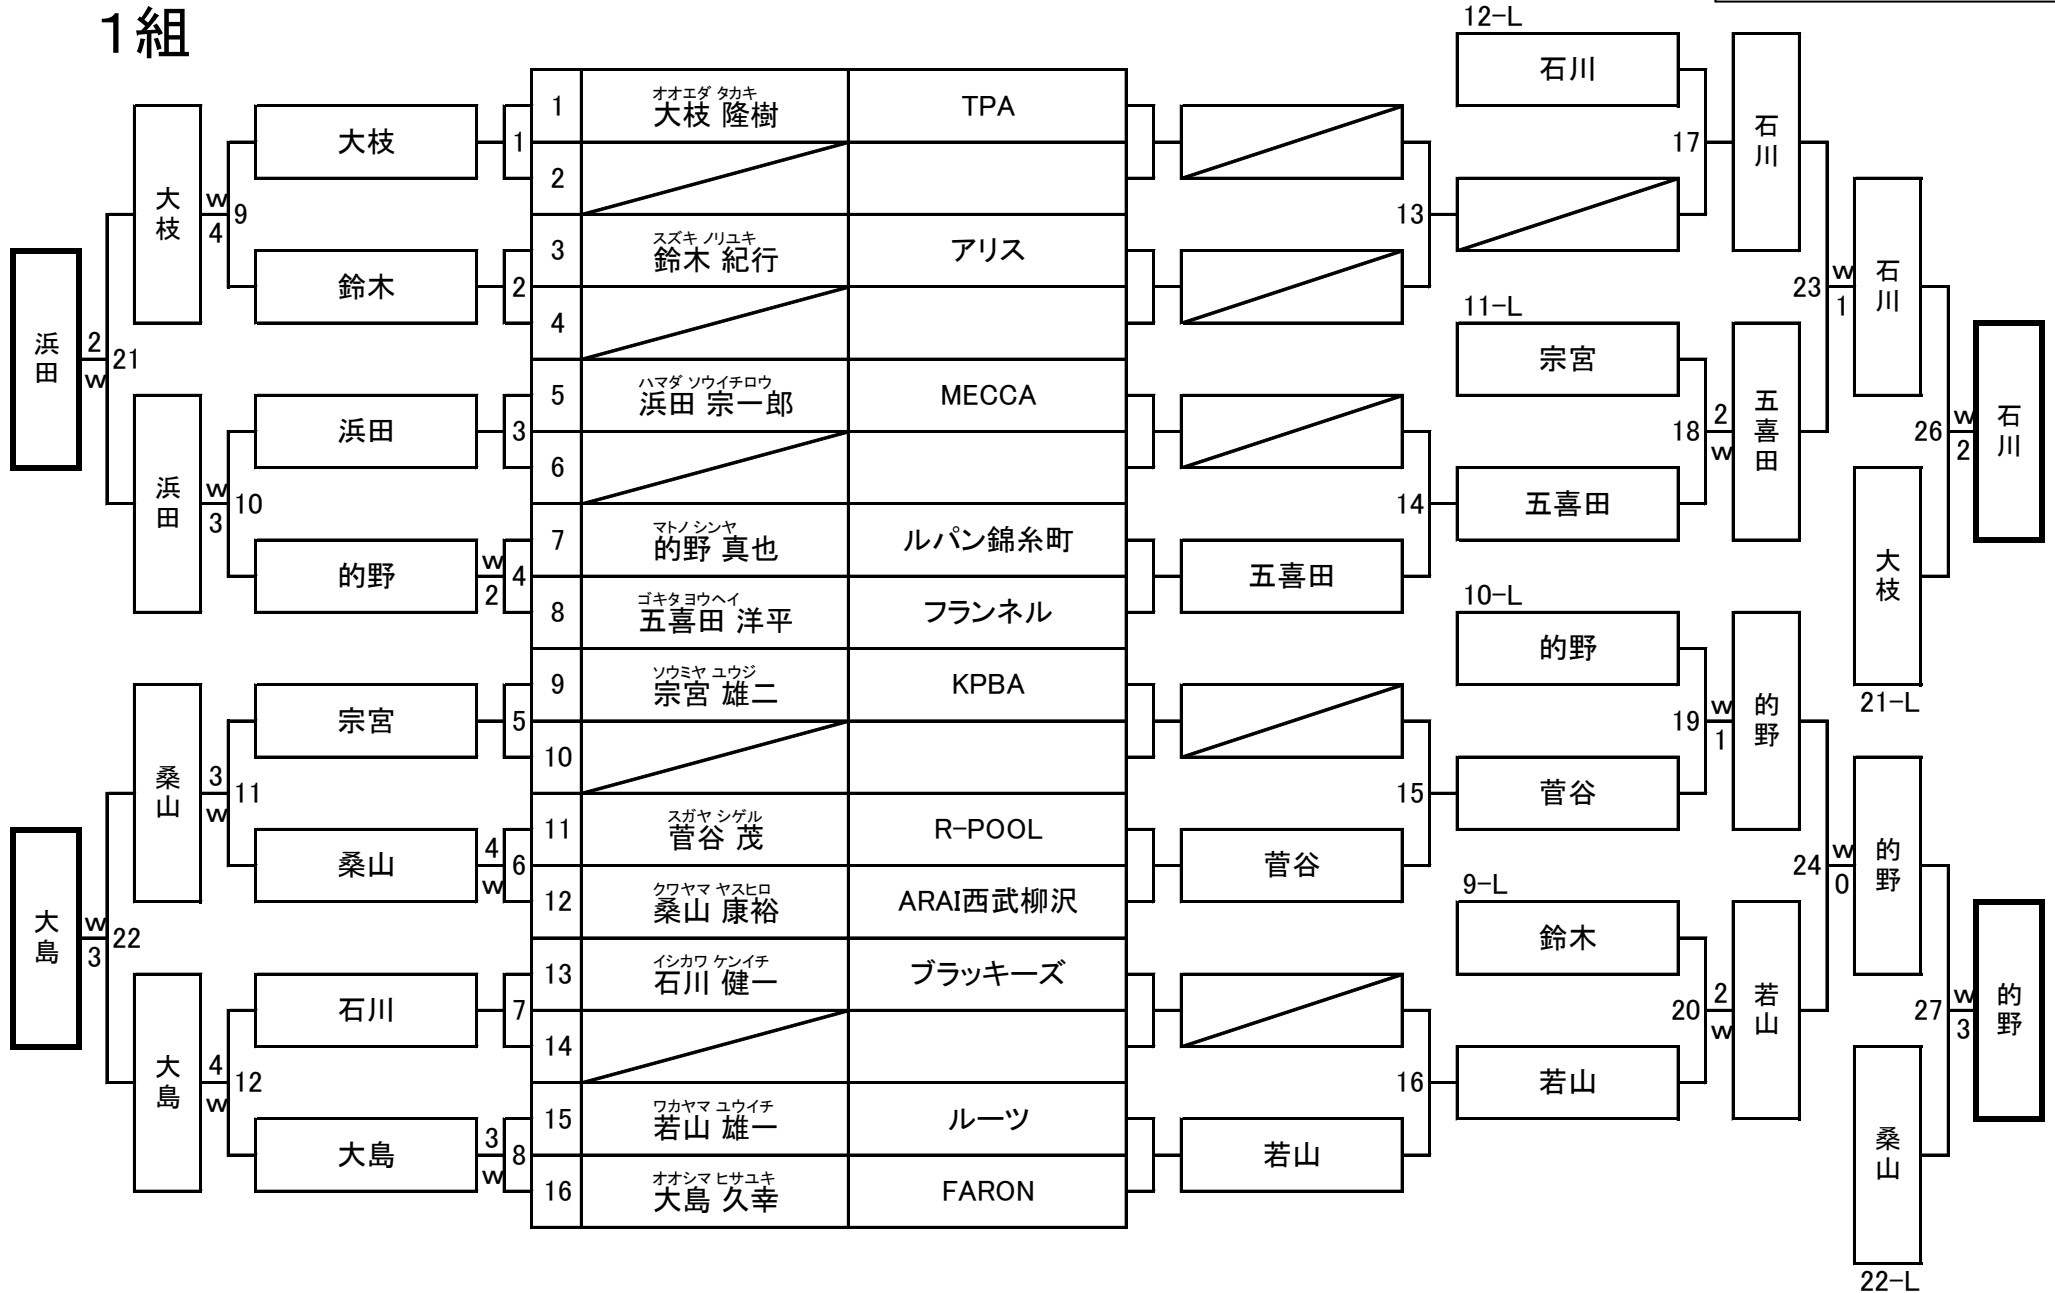 1組
12-L
石川
17
石川
大枝
W
4
9
大枝
1
1
オオエダ タカキ
大枝 隆樹
TPA
2
13
鈴木
2
3
スズキ ノリユキ
鈴木 紀行
アリス
4
23
W
1
石川
浜田
2
W
21
11-L
宗宮
18
2
W
五喜田
五喜田
14
浜田
W
3
10
浜田
3
5
ハマダ ソウイチロウ
浜田 宗一郎
MECCA
6
26
W
2
石川
的野
W
2
4
7
マトノ シンヤ
的野 真也
ルパン錦糸町
五喜田
大枝
21-L
8
ゴキタ ヨウヘイ
五喜田 洋平
フランネル
10-L
的野
19
W
1
的野
菅谷
15
桑山
3
W
11
宗宮
5
9
ソウミヤ ユウジ
宗宮 雄二
KPBA
10
24
W
0
的野
桑山
4
W
6
11
スガヤ シゲル
菅谷 茂
R-POOL
菅谷
12
クワヤマ ヤスヒロ
桑山 康裕
ARAI西武柳沢
9-L
鈴木
20
2
W
若山
若山
16
大島
W
3
22
大島
4
W
12
石川
7
13
イシカワ ケンイチ
石川 健一
ブラッキーズ
14
27
W
3
的野
大島
3
W
8
15
ワカヤマ ユウイチ
若山 雄一
ルーツ
若山
桑山
22-L
16
オオシマ ヒサユキ
大島 久幸
FARON